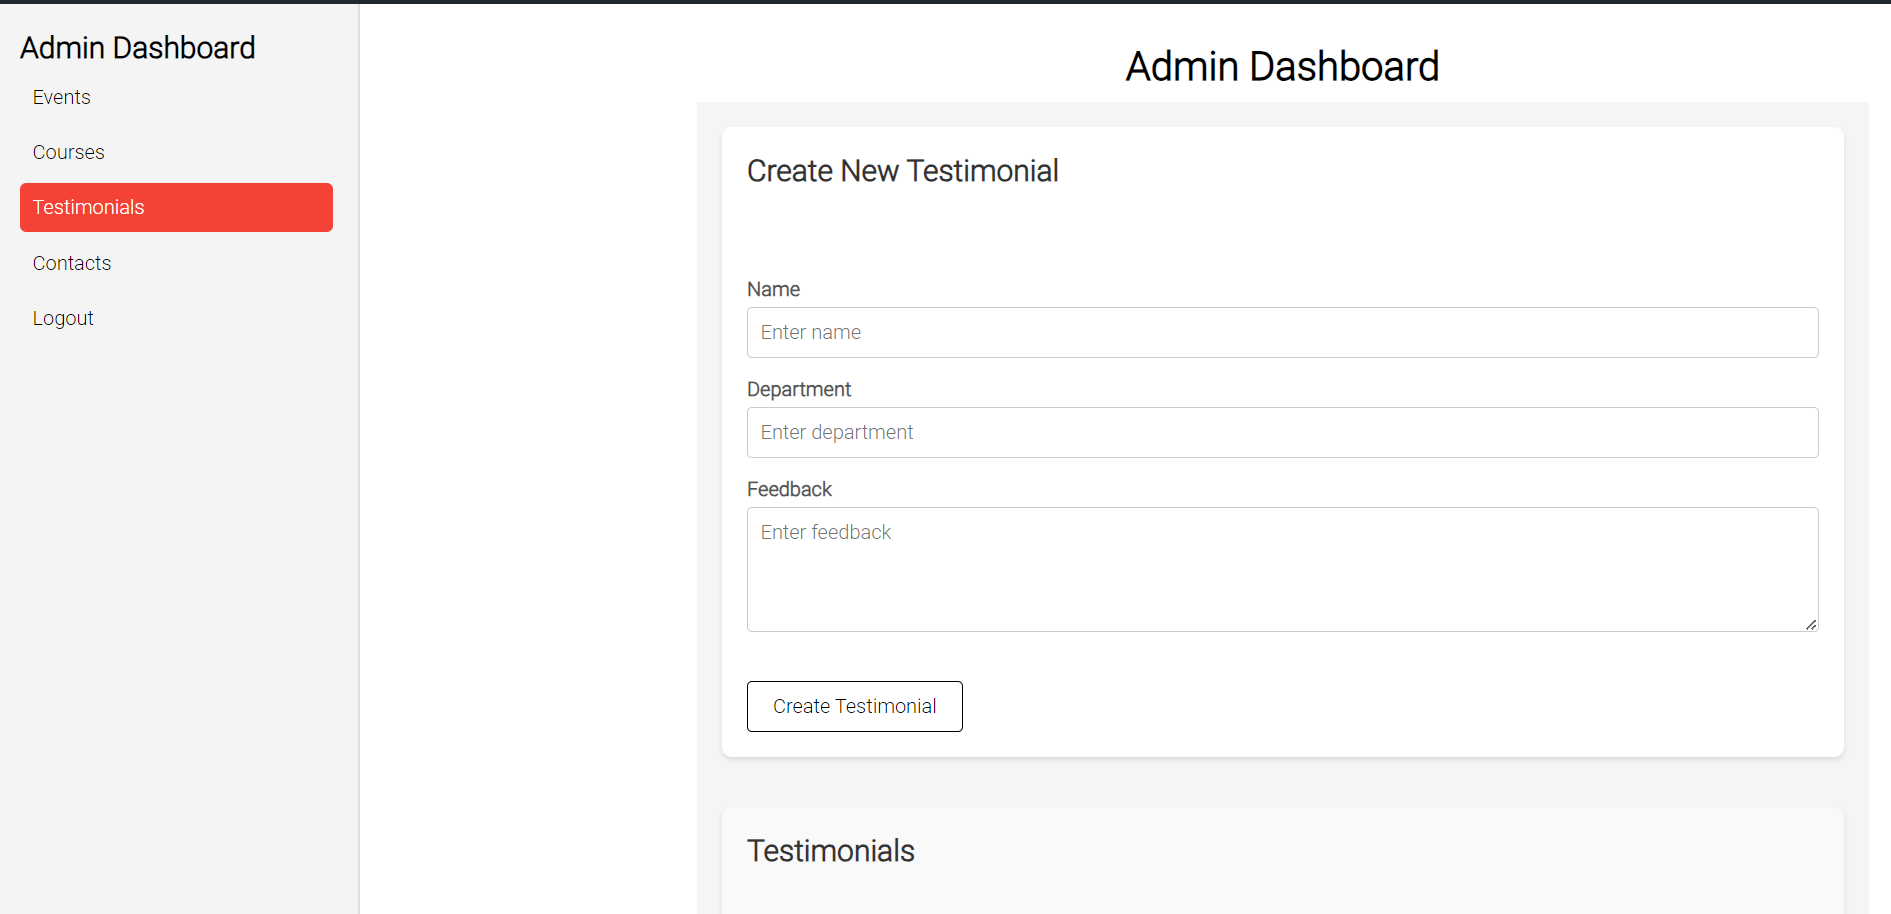 Admin Dashboard
Events
Courses
Testimonials
Contacts
Logout
Admin Dashboard
Create New Testimonial
Name
Enter name
Department
Enter department
Feedback
Enter feedback
Create Testimonial
Testimonials